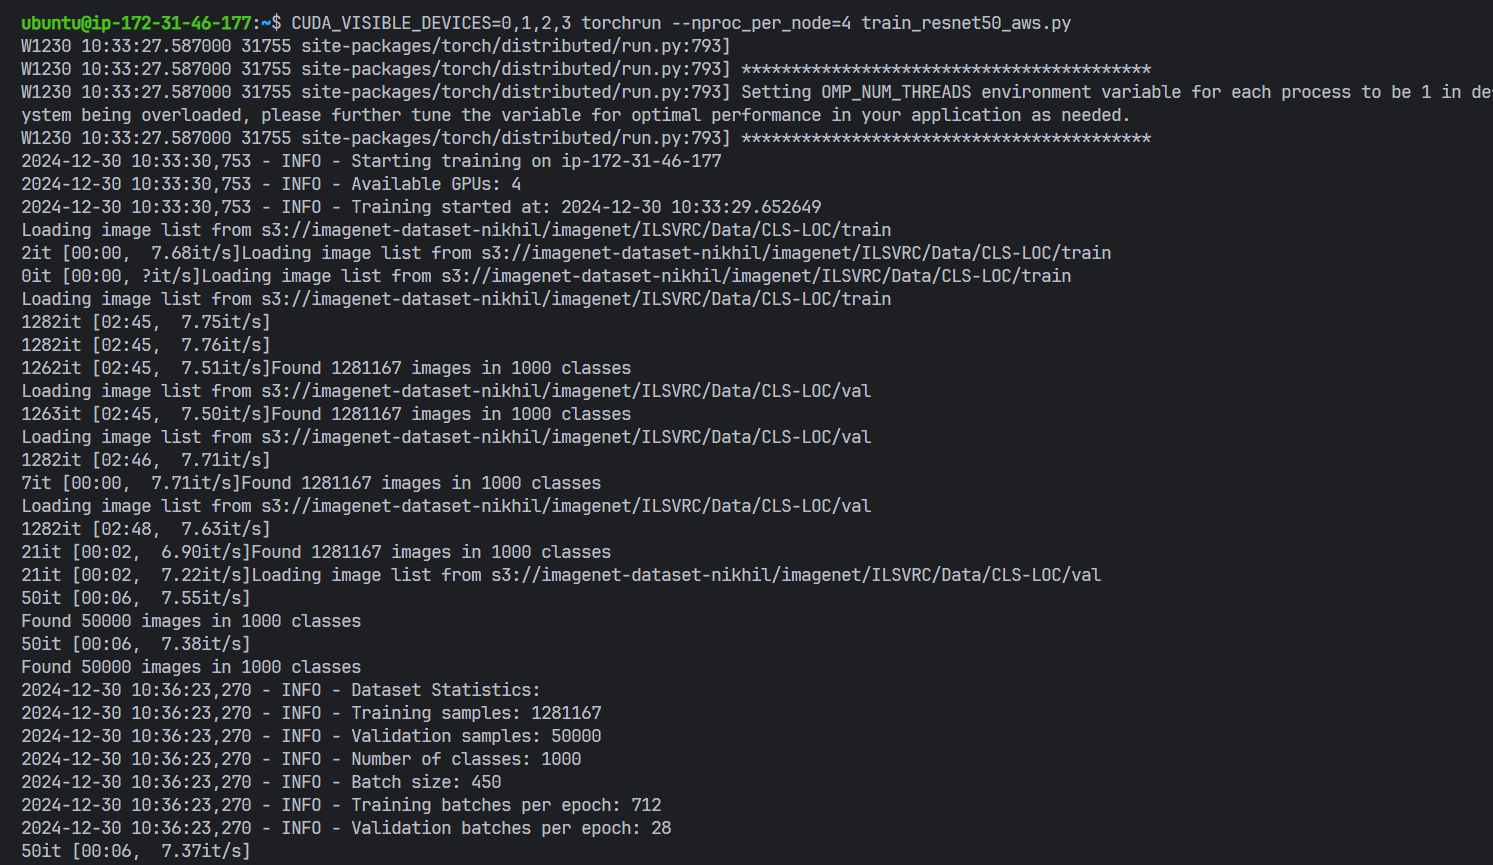 ubuntu@ip-172-31-46-177:~$ CUDA_VISIBLE_DEVICES=0,1,2,3 torchrun --nproc_per_node=4 train_resnet50_aws.py
W1230 10:33:27.587000 31755 site-packages/torch/distributed/run.py:793]
W1230 10:33:27.587000 31755 site-packages/torch/distributed/run.py:793] *****************************************
W1230 10:33:27.587000 31755 site-packages/torch/distributed/run.py:793] Setting OMP_NUM_THREADS environment variable for each process to be 1 in
ystem being overloaded, please further tune the variable for optimal performance in your application as needed.
W1230 10:33:27.587000 31755 site-packages/torch/distributed/run.py:793] *****************************************
2024-12-30 10:33:30,753 - INFO - Starting training on ip-172-31-46-177
2024-12-30 10:33:30,753 - INFO - Available GPUs: 4
2024-12-30 10:33:30,753 - INFO - Training started at: 2024-12-30 10:33:29.652649
Loading image list from s3://imagenet-dataset-nikhil/imagenet/ILSVRC/Data/CLS-LOC/train
2it [00:00,  7.68it/s]Loading image list from s3://imagenet-dataset-nikhil/imagenet/ILSVRC/Data/CLS-LOC/train
0it [00:00, ?it/s]Loading image list from s3://imagenet-dataset-nikhil/imagenet/ILSVRC/Data/CLS-LOC/train
Loading image list from s3://imagenet-dataset-nikhil/imagenet/ILSVRC/Data/CLS-LOC/train
1282it [02:45,  7.75it/s]
1282it [02:45,  7.76it/s]
1262it [02:45,  7.51it/s]Found 1281167 images in 1000 classes
Loading image list from s3://imagenet-dataset-nikhil/imagenet/ILSVRC/Data/CLS-LOC/val
1263it [02:45,  7.50it/s]Found 1281167 images in 1000 classes
Loading image list from s3://imagenet-dataset-nikhil/imagenet/ILSVRC/Data/CLS-LOC/val
1282it [02:46,  7.71it/s]
7it [00:00,  7.71it/s]Found 1281167 images in 1000 classes
Loading image list from s3://imagenet-dataset-nikhil/imagenet/ILSVRC/Data/CLS-LOC/val
1282it [02:48,  7.63it/s]
21it [00:02,  6.90it/s]Found 1281167 images in 1000 classes
21it [00:02,  7.22it/s]Loading image list from s3://imagenet-dataset-nikhil/imagenet/ILSVRC/Data/CLS-LOC/val
50it [00:06,  7.55it/s]
Found 50000 images in 1000 classes
50it [00:06,  7.38it/s]
Found 50000 images in 1000 classes
2024-12-30 10:36:23,270 - INFO - Dataset Statistics:
2024-12-30 10:36:23,270 - INFO - Training samples: 1281167
2024-12-30 10:36:23,270 - INFO - Validation samples: 50000
2024-12-30 10:36:23,270 - INFO - Number of classes: 1000
2024-12-30 10:36:23,270 - INFO - Batch size: 450
2024-12-30 10:36:23,270 - INFO - Training batches per epoch: 712
2024-12-30 10:36:23,270 - INFO - Validation batches per epoch: 28
50it [00:06,  7.37it/s]